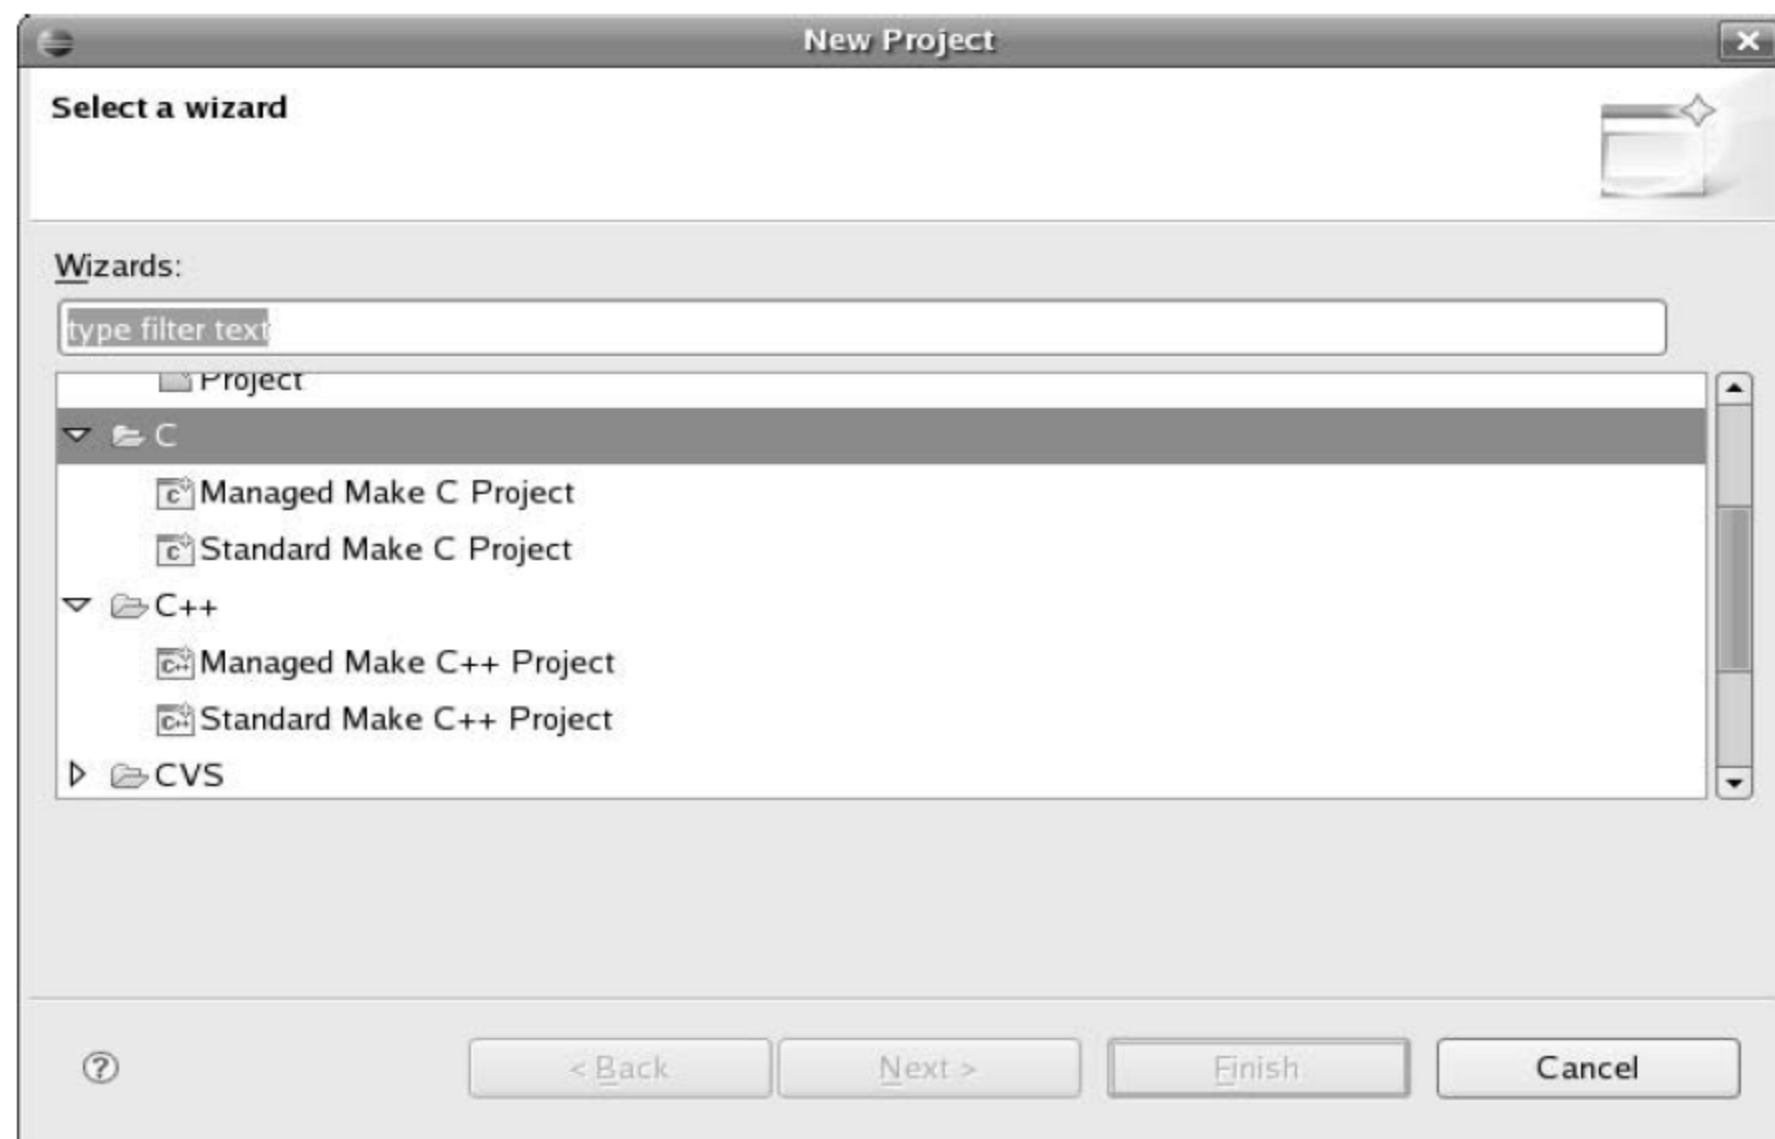 New Project
Select a wizard
Wizards:
type filter text
Project
C
Managed Make C Project
Standard Make C Project
C++
Managed Make C++ Project
Standard Make C++ Project
CVS
? < Back Next > Finish Cancel